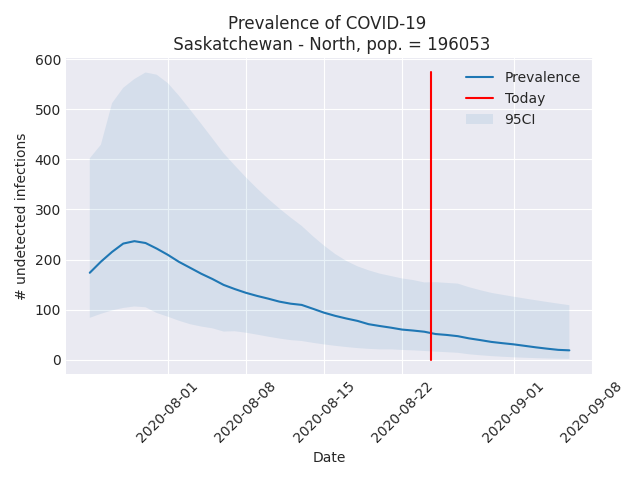 Prevalence of COVID-19
Saskatchewan - North, pop. = 196053
# undetected infections
600
500
400
300
200
100
0
Prevalence
Today
95CI
2020-08-01
2020-08-08
2020-08-15
2020-08-22
2020-09-01
2020-09-08
Date